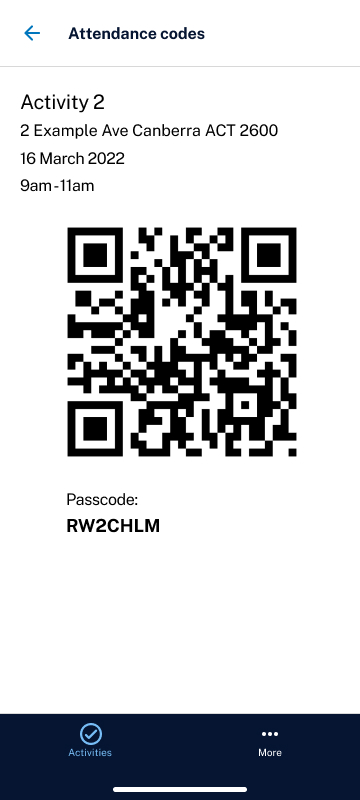 Attendance codes
Activity 2
2 Example Ave Canberra ACT 2600
16 March 2022
9am-11am
Passcode:
RW2CHLM
Activities
More